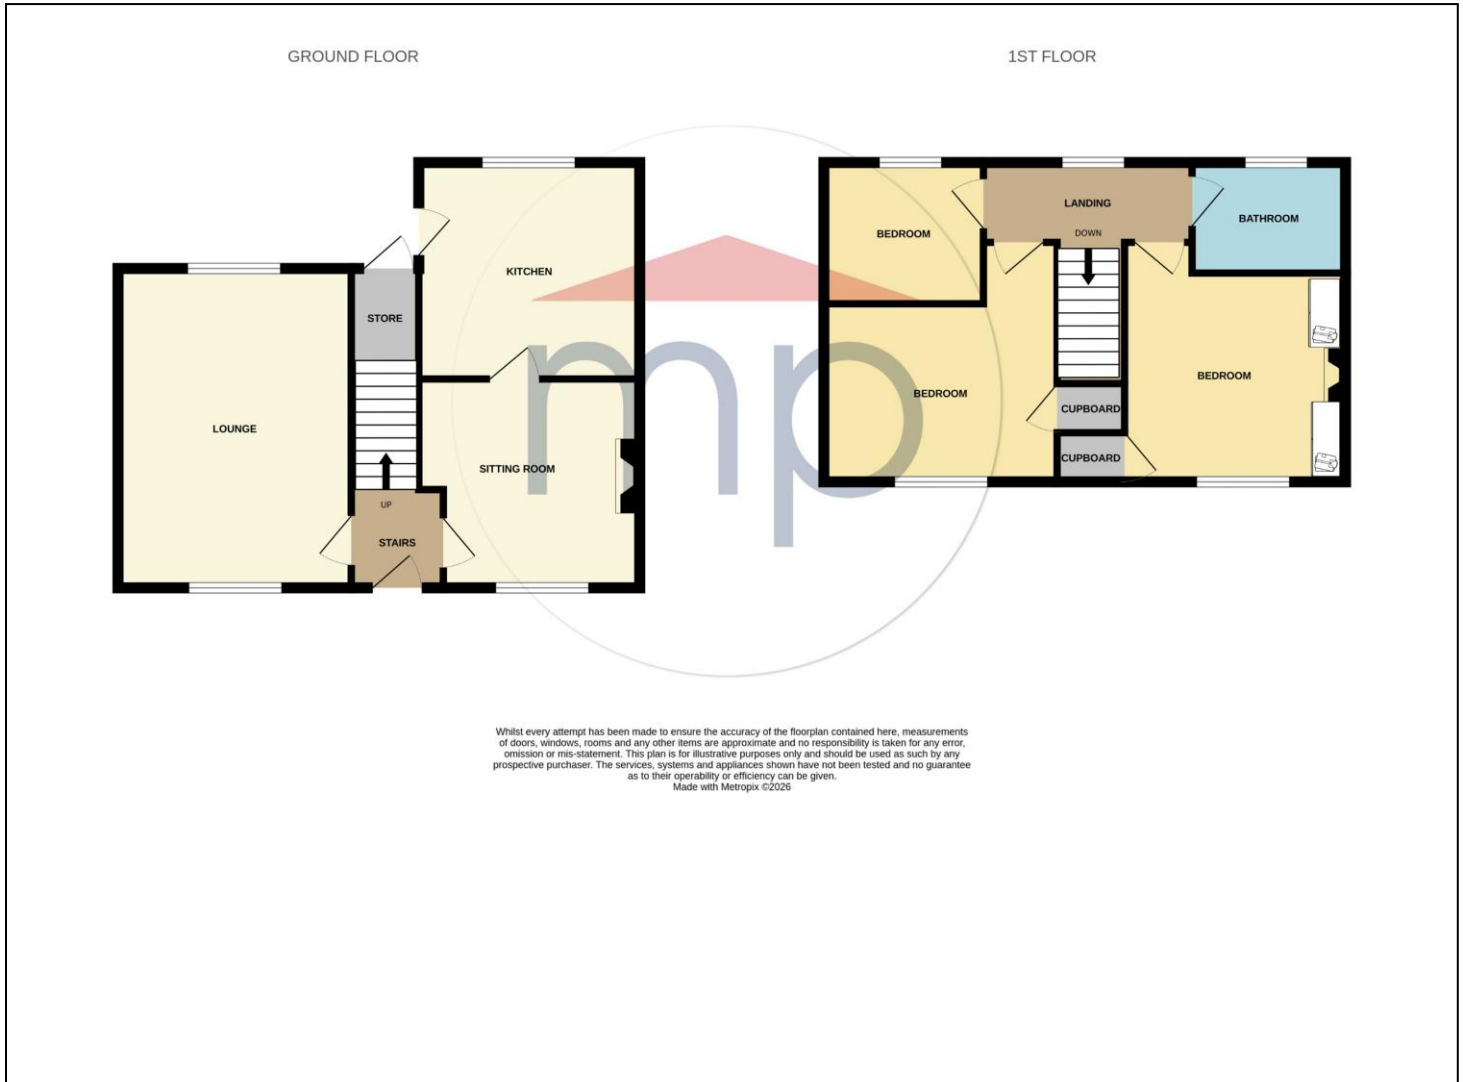 GROUND FLOOR
1ST FLOOR
KITCHEN
STORE
LOUNGE
SITTING ROOM
UP
STAIRS
LANDING
DOWN
BATHROOM
BEDROOM
BEDROOM
BEDROOM
CUPBOARD
CUPBOARD
mp
Whilst every attempt has been made to ensure the accuracy of the floorplan contained here, measurements
of doors, windows, rooms and any other items are approximate and no responsibility is taken for any error,
omission or mis-statement. This plan is for illustrative purposes only and should be used as such by any
prospective purchaser. The services, systems and appliances shown have not been tested and no guarantee
as to their operability or efficiency can be given.
Made with Metropix ©2026